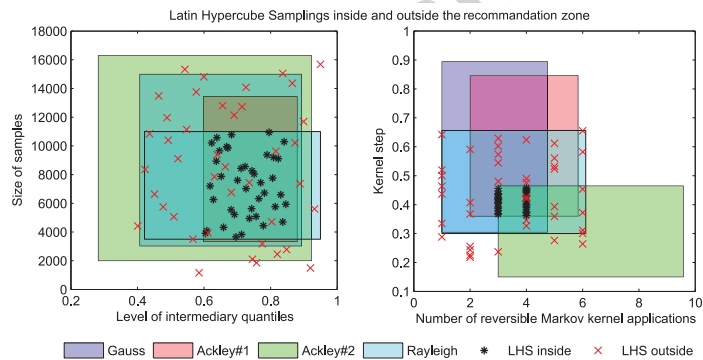 Latin Hypercube Samplings inside and outside the recommandation zone
18000
16000
14000
12000
10000
8000
6000
4000
2000
0
0.2
0.4
0.6
0.8
1
Size of samples
Level of intermediary quantiles
1
0.9
0.8
0.7
0.6
0.5
0.4
0.3
0.2
0.1
0
2
4
6
8
10
Kernel step
Number of reversible Markov kernel applications
Gauss
Ackley#1
Ackley#2
Rayleigh
LHS inside
LHS outside